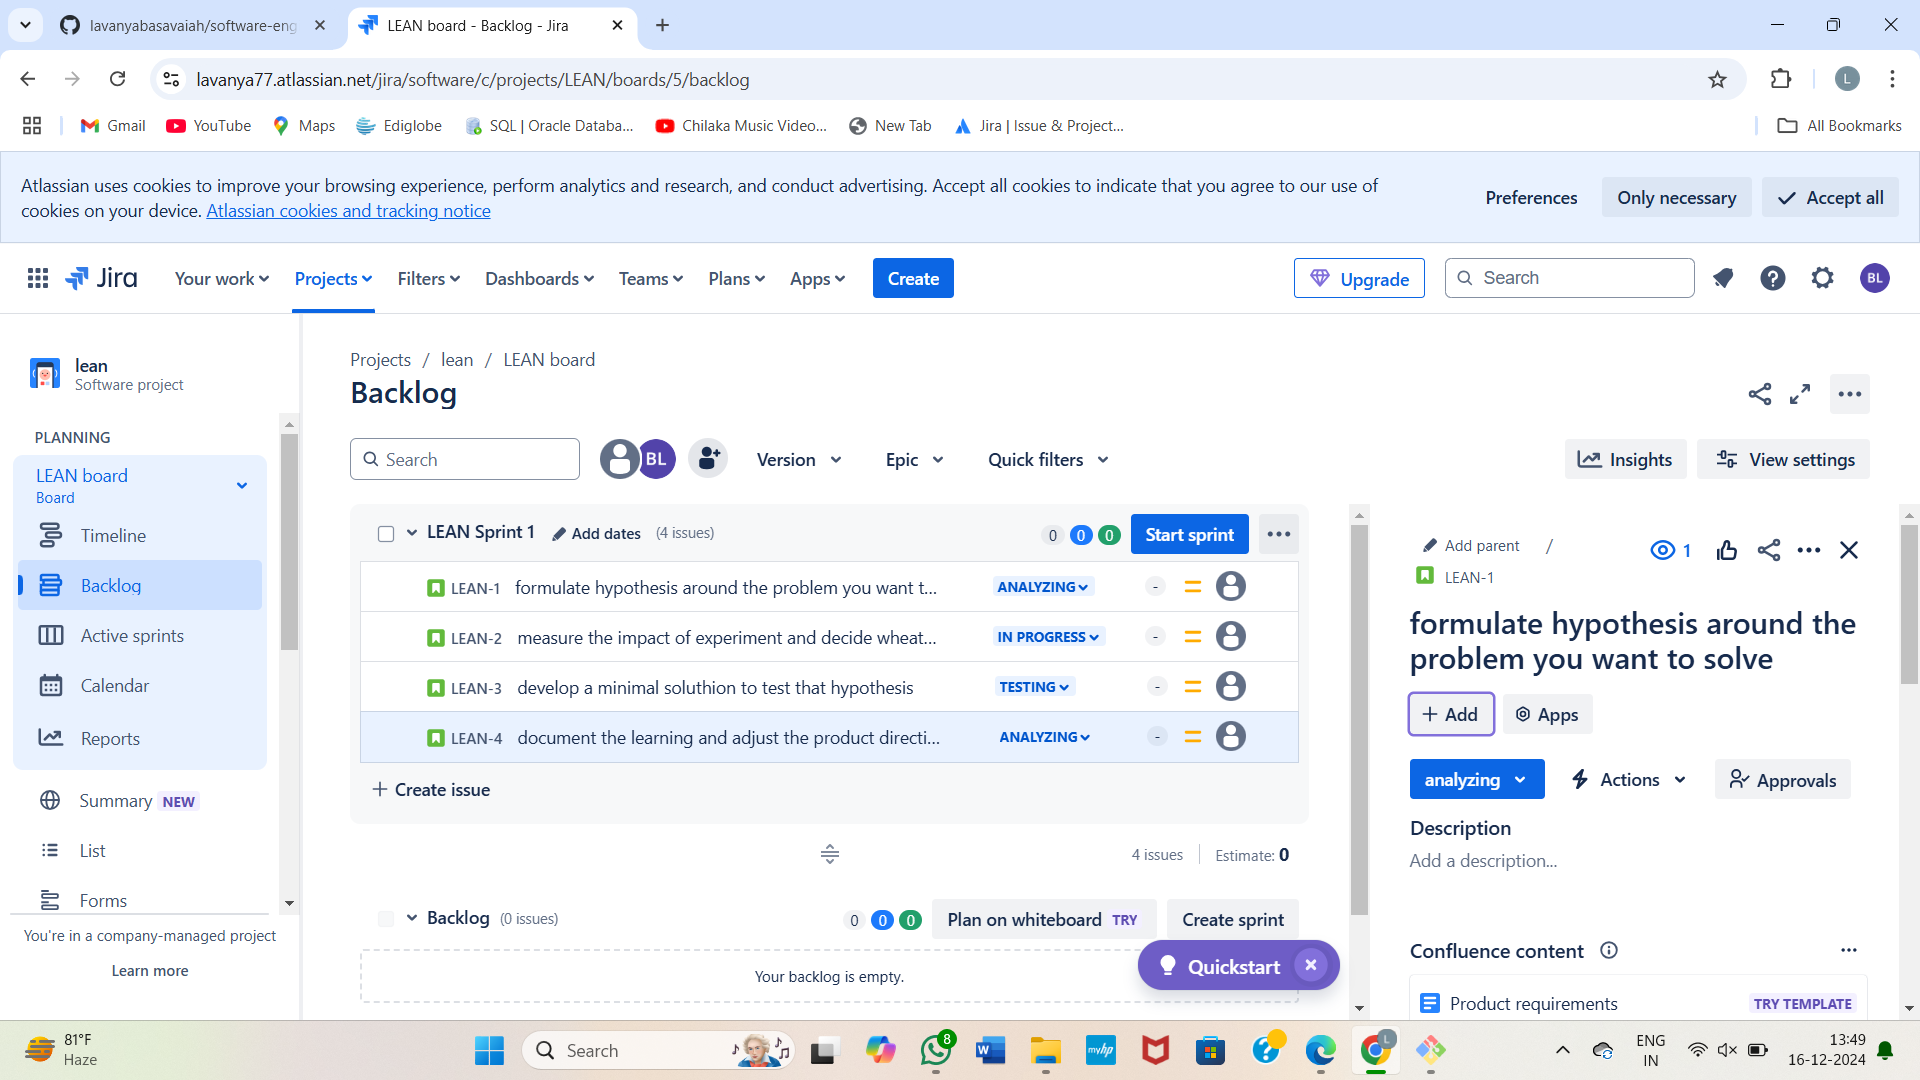 lavanyabasavaiah/software-eng
LEAN board - Backlog - Jira
lavanya77.atlassian.net/jira/software/c/projects/LEAN/boards/5/backlog
L
Gmail YouTube Maps Ediglobe SQL | Oracle Databa... Chilaka Music Video... New Tab Jira | Issue & Project... All Bookmarks
Atlassian uses cookies to improve your browsing experience, perform analytics and research, and conduct advertising. Accept all cookies to indicate that you agree to our use of
cookies on your device. Atlassian cookies and tracking notice
Preferences Only necessary Accept all
Jira Your work Projects Filters Dashboards Teams Plans Apps Create Upgrade Search BL
lean
Software project
PLANNING
LEAN board
Board
Timeline
Backlog
Active sprints
Calendar
Reports
Summary NEW
List
Forms
You're in a company-managed project
Learn more
Projects / lean / LEAN board
Backlog
Search BL Version Epic Quick filters Insights View settings
LEAN Sprint 1 Add dates (4 issues) 0 0 0 Start sprint
LEAN-1 formulate hypothesis around the problem you want t... ANALYZING -
LEAN-2 measure the impact of experiment and decide wheat... IN PROGRESS -
LEAN-3 develop a minimal soluthion to test that hypothesis TESTING -
LEAN-4 document the learning and adjust the product directi... ANALYZING -
+ Create issue
4 issues Estimate: 0
Backlog (0 issues) 0 0 0 Plan on whiteboard TRY Create sprint
Your backlog is empty.
Quickstart
Add parent / 1
LEAN-1
formulate hypothesis around the
problem you want to solve
+ Add Apps
analyzing Actions Approvals
Description
Add a description...
Confluence content
Product requirements TRY TEMPLATE
81°F
Haze
Search
8
myhp
L
ENG
IN
13:49
16-12-2024